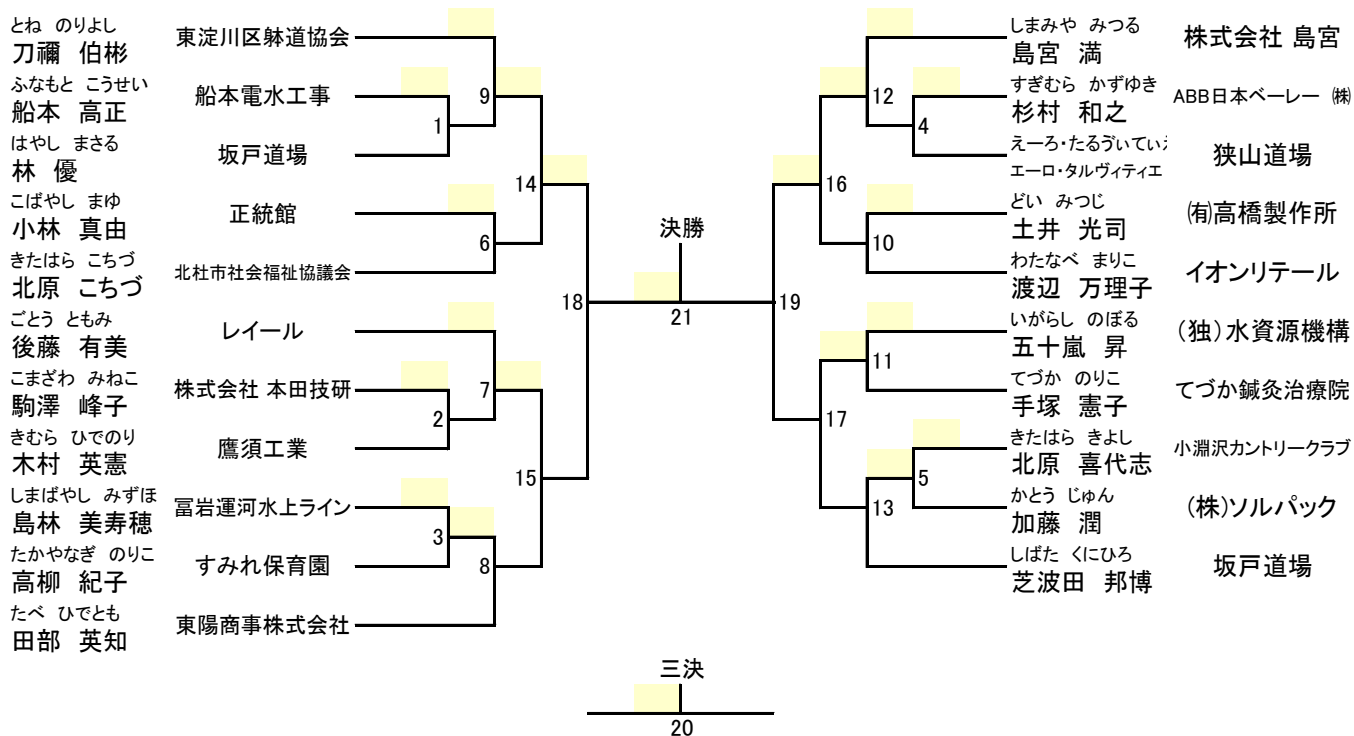 とね のりよし
刀禰 伯彬 東淀川区躰道協会
ふなもと こうせい
船本 高正 船本電水工事
はやし まさる
林 優 坂戸道場
こばやし まゆ
小林 真由 正統館
きたはら こちづ
北原 こちづ 北杜市社会福祉協議会
ごとう ともみ
後藤 有美 レイール
こまざわ みねこ
駒澤 峰子 株式会社 本田技研
きむら ひでのり
木村 英憲 鷹須工業
しまばやし みずほ
島林 美寿穂 冨岩運河水上ライン
たかやなぎ のりこ
高柳 紀子 すみれ保育園
たべ ひでとも
田部 英知 東陽商事株式会社
9
1
14
6
18
7
2
15
3
8
決勝
21
三決
20
12
4
16
10
19
11
17
5
13
しまみや みつる
島宮 満 株式会社 島宮
すぎむら かずゆき
杉村 和之 ABB日本ベーレー ㈱
えーろ・たるゔぃてぃえ
エーロ・タルヴィティエ 狭山道場
どい みつじ
土井 光司 ㈲高橋製作所
わたなべ まりこ
渡辺 万理子 イオンリテール
いがらし のぼる
五十嵐 昇 (独)水資源機構
てづか のりこ
手塚 憲子 てづか鍼灸治療院
きたはら きよし
北原 喜代志 小淵沢カントリークラブ
かとう じゅん
加藤 潤 (株)ソルパック
しばた くにひろ
芝波田 邦博 坂戸道場